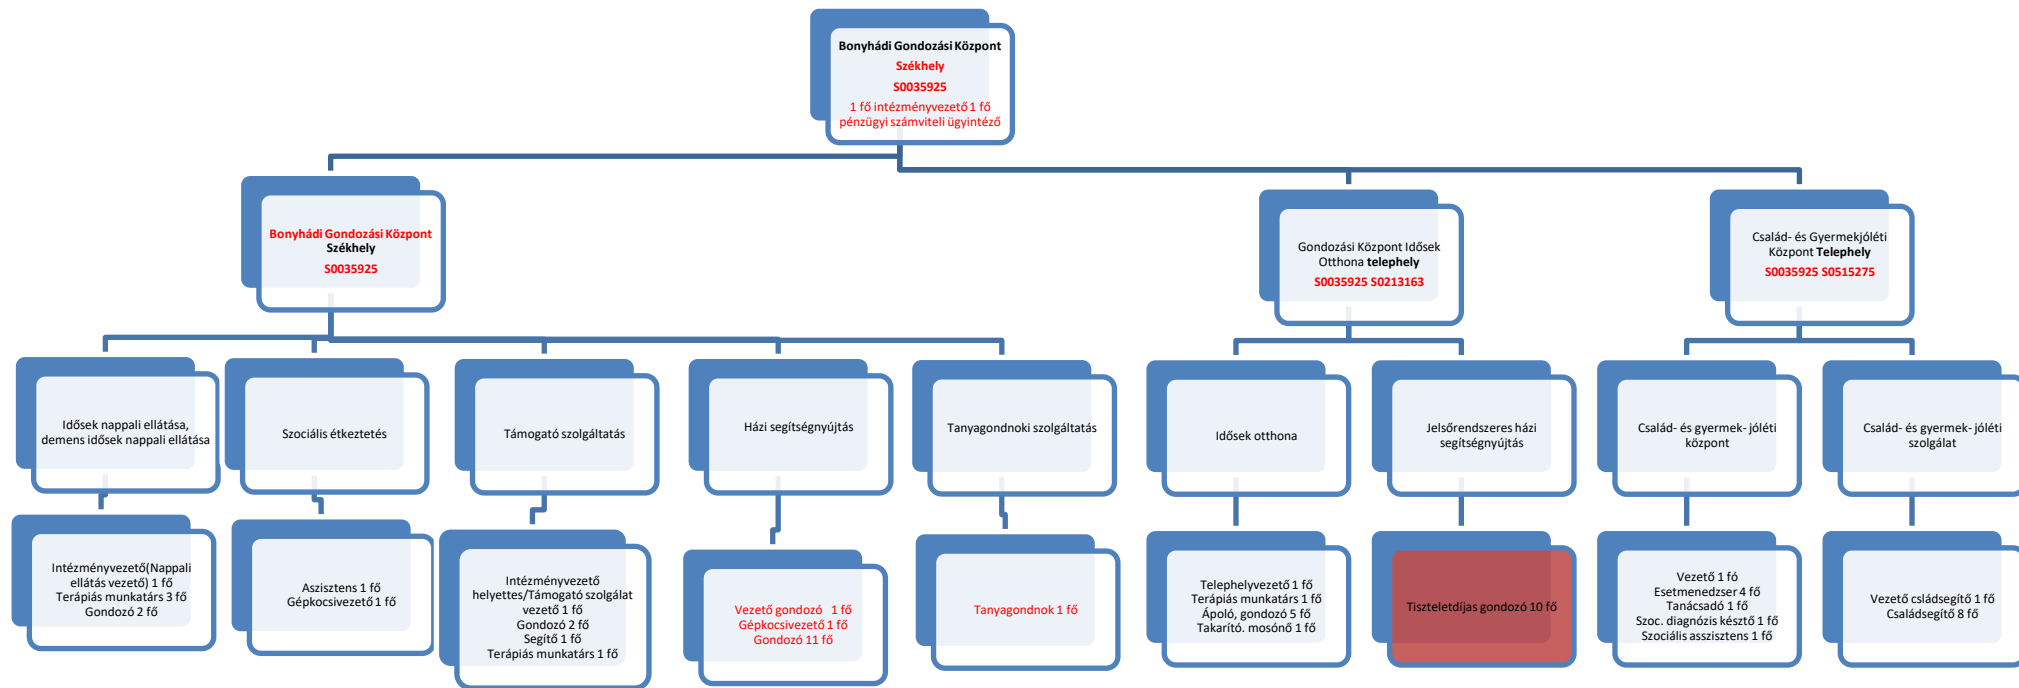 Bonyhádi Gondozási Központ
Székhely
S0035925
1 fő intézményvezető 1 fő
pénzügyi számviteli ügyintéző
Bonyhádi Gondozási Központ
Székhely
S0035925
Gondozási Központ Idősek
Otthona telephely
S0035925 S0213163
Család- és Gyermekjóléti
Központ Telephely
S0035925 S0515275
Idősek nappali ellátása,
demens idősek nappali ellátása
Szociális étkeztetés
Támogató szolgáltatás
Házi segítségnyújtás
Tanyagondnoki szolgáltatás
Idősek otthona
Jelsőrendszeres házi
segítségnyújtás
Család- és gyermek- jóléti
központ
Család- és gyermek- jóléti
szolgálat
Intézményvezető(Nappali
ellátás vezető) 1 fő
Terápiás munkatárs 3 fő
Gondozó 2 fő
Aszisztens 1 fő
Gépkocsivezető 1 fő
Intézményvezető
helyettes/Támogató szolgálat
vezető 1 fő
Gondozó 2 fő
Segítő 1 fő
Terápiás munkatárs 1 fő
Vezető gondozó 1 fő
Gépkocsivezető 1 fő
Gondozó 11 fő
Tanyagondnok 1 fő
Telephelyvezető 1 fő
Terápiás munkatárs 1 fő
Ápoló, gondozó 5 fő
Takarító. mosónő 1 fő
Tiszteletdíjas gondozó 10 fő
Vezető 1 fó
Esetmenedzser 4 fő
Tanácsadó 1 fő
Szoc. diagnózis késztő 1 fő
Szociális asszisztens 1 fő
Vezető csládsegítő 1 fő
Családsegítő 8 fő